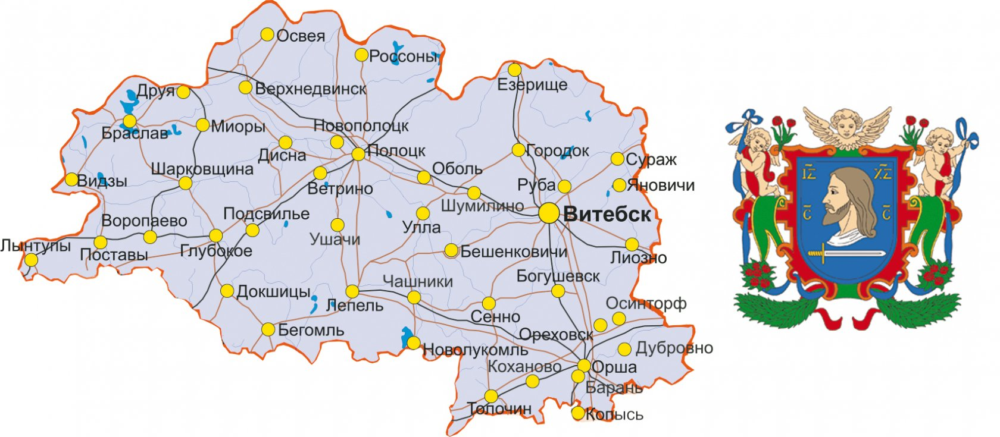 Освея
Россоны
Езерище
Друя
Верхнедвинск
Браслав
Миоры
Новополоцк
Дисна
Полоцк
Городок
Сураж
Шарковщина
Оболь
Видзы
Ветрино
Руба
Яновичи
Шумилино
Витебск
Подсвилье
Воропаево
Улла
Ушачи
Лынтупы
Поставы
Глубокое
Бешенковичи
Лиозно
Богушевск
Чашники
Докшицы
Лепель
Сенно
Осинторф
Бегомль
Ореховск
Новолукомль
Дубровно
Коханово
Орша
Барань
Толочин
Копысь